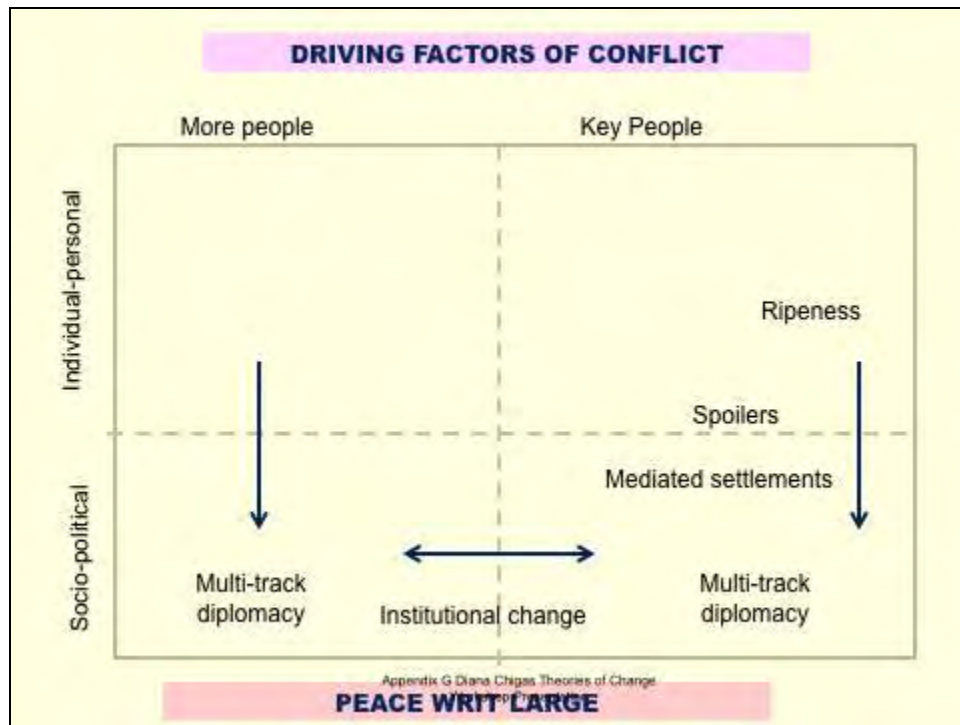 DRIVING FACTORS OF CONFLICT
More people
Key People
Individual-personal
Ripeness
Spoilers
Mediated settlements
Socio-political
Multi-track
diplomacy
Institutional change
Multi-track
diplomacy
Appendix G Diana Chigas Theories of Change
PEACE WRIT LARGE